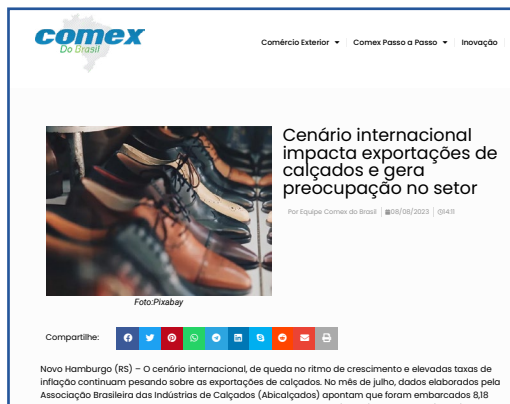 comex
Do Brasil
Comércio Exterior
Comex Passo a Passo
Inovação
Cenário internacional
impacta exportações de
calçados e gera
preocupação no setor
Por Equipe Comex do Brasil
08/08/2023
14:11
Foto:Pixabay
Compartilhe:
Novo Hamburgo (RS) – O cenário internacional, de queda no ritmo de crescimento e elevadas taxas de
inflação continuam pesando sobre as exportações de calçados. No mês de julho, dados elaborados pela
Associação Brasileira das Indústrias de Calçados (Abicalçados) apontam que foram embarcados 8,18